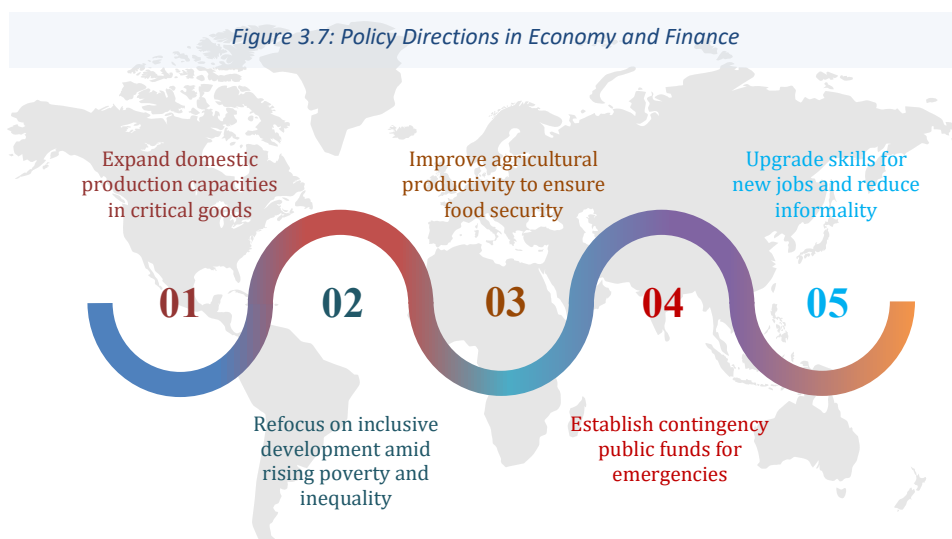 Figure 3.7: Policy Directions in Economy and Finance
Expand domestic
production capacities
in critical goods
Improve agricultural
productivity to ensure
food security
Upgrade skills for
new jobs and reduce
informality
01
02
03
04
05
Refocus on inclusive
development amid
rising poverty and
inequality
Establish contingency
public funds for
emergencies